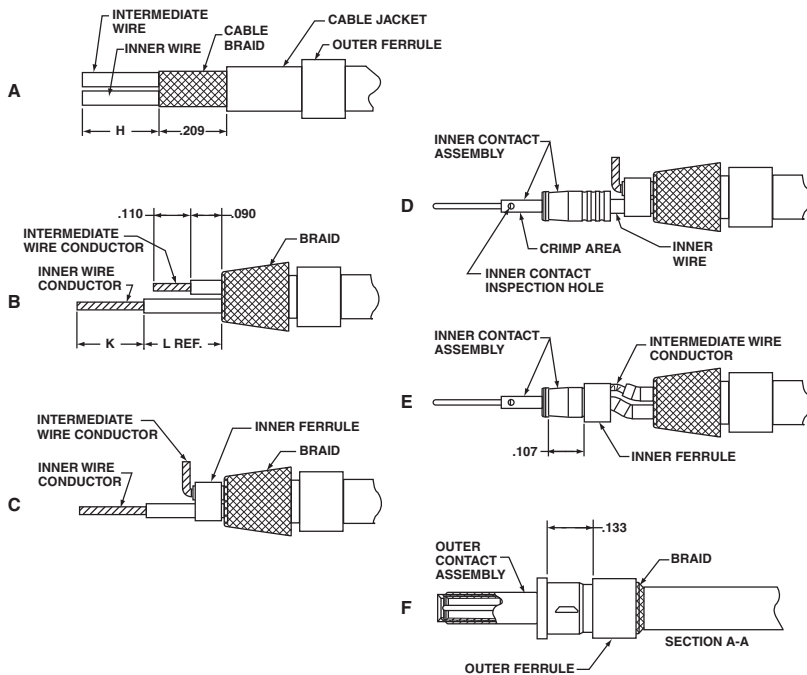 A
INTERMEDIATE
WIRE
INNER WIRE
CABLE
BRAID
CABLE JACKET
OUTER FERRULE
H
.209
B
.110
.090
INTERMEDIATE
WIRE CONDUCTOR
BRAID
INNER WIRE
CONDUCTOR
K
L REF.
C
INTERMEDIATE
WIRE CONDUCTOR
INNER FERRULE
BRAID
INNER WIRE
CONDUCTOR
D
INNER CONTACT
ASSEMBLY
CRIMP AREA
INNER
WIRE
INNER CONTACT
INSPECTION HOLE
E
INNER CONTACT
ASSEMBLY
INTERMEDIATE WIRE
CONDUCTOR
.107
INNER FERRULE
F
.133
OUTER
CONTACT
ASSEMBLY
BRAID
SECTION A-A
OUTER FERRULE